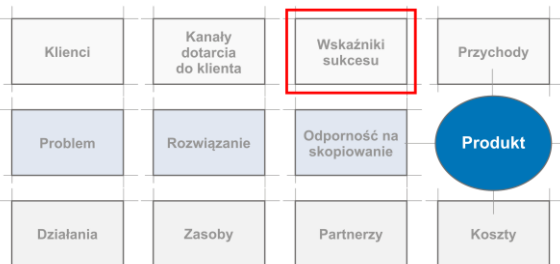 Klienci
Kanały
dotarcia
do klienta
Wskaźniki
sukcesu
Przychody
Problem
Rozwiązanie
Odporność na
skopiowanie
Produkt
Działania
Zasoby
Partnerzy
Koszty